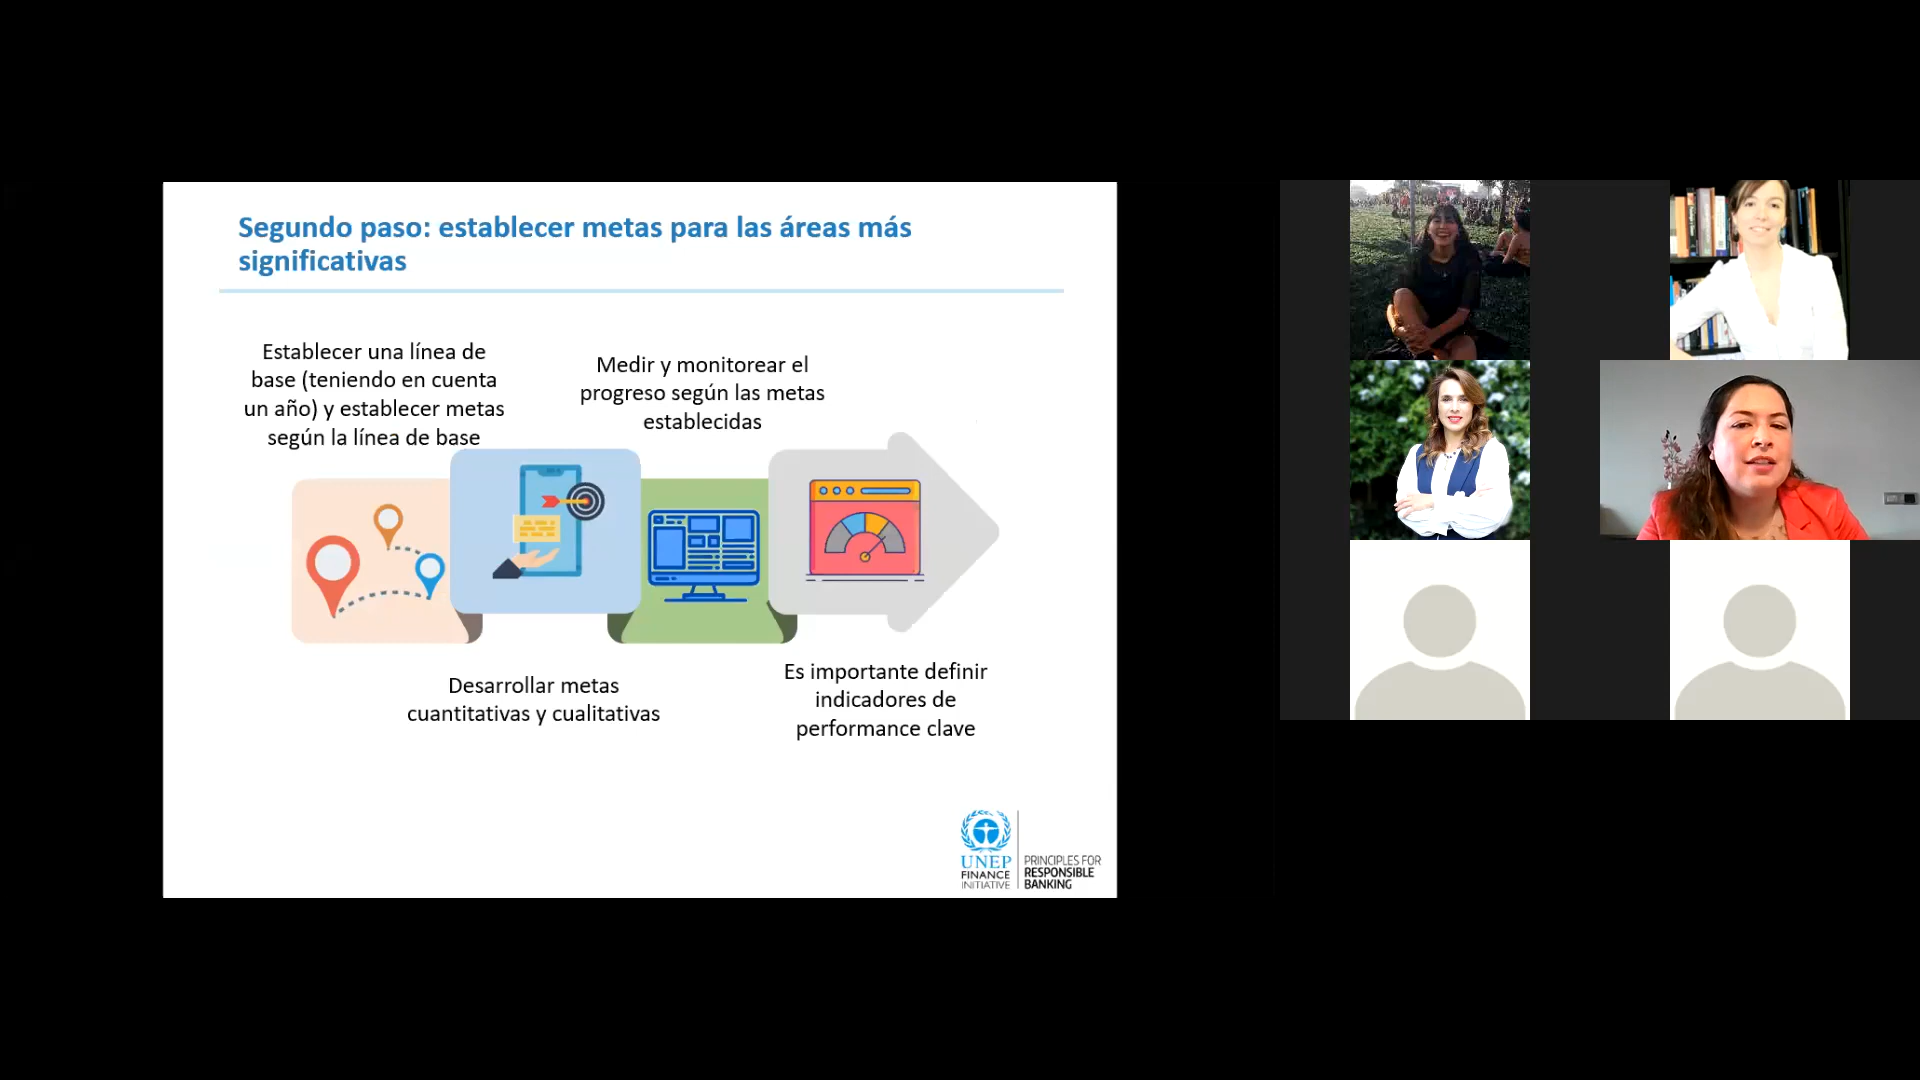 Segundo paso: establecer metas para las áreas más
significativas
Establecer una línea de
base (teniendo en cuenta
un año) y establecer metas
según la línea de base
Medir y monitorear el
progreso según las metas
establecidas
Desarrollar metas
cuantitativas y cualitativas
Es importante definir
indicadores de
performance clave
UNEP
FINANCE
INITIATIVE
PRINCIPLES FOR
RESPONSIBLE
BANKING